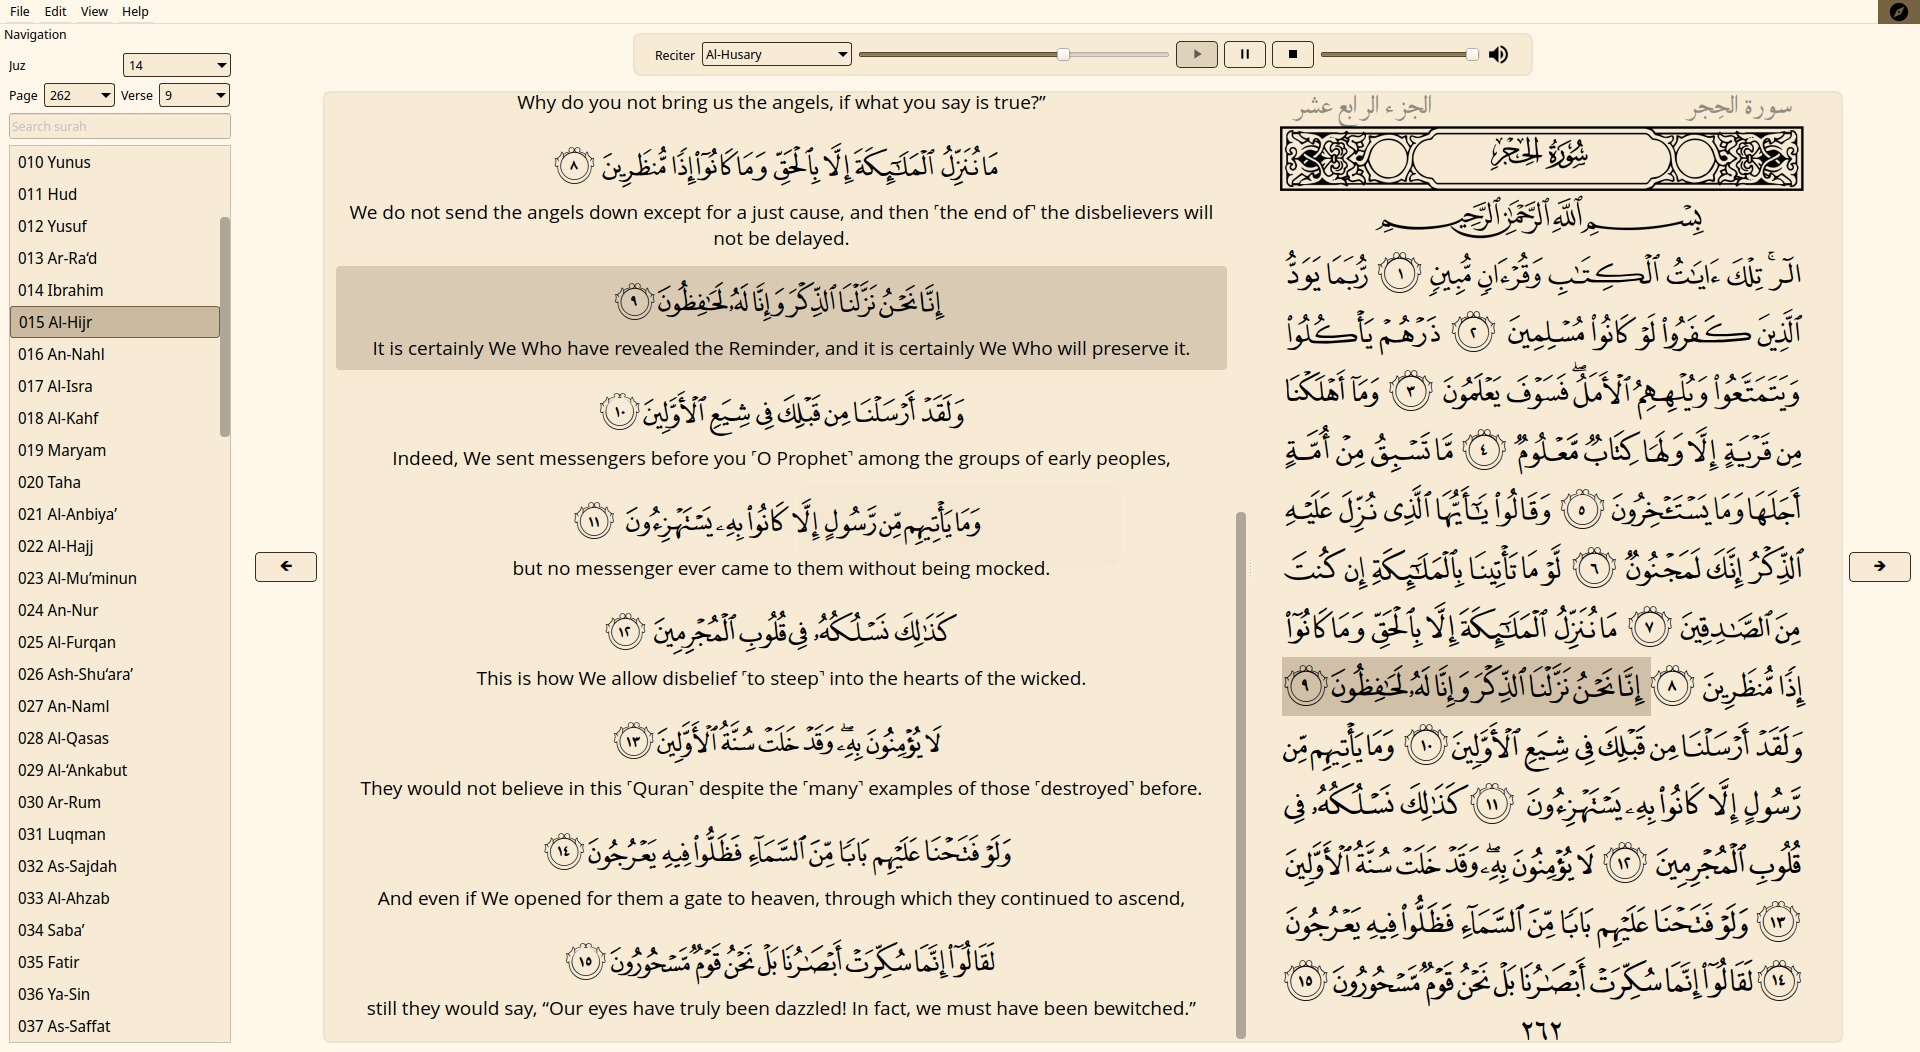 File Edit View Help
Navigation
Juz 14
Page 262 Verse 9
Search surah
010 Yunus
011 Hud
012 Yusuf
013 Ar-Ra‘d
014 Ibrahim
015 Al-Hijr
016 An-Nahl
017 Al-Isra
018 Al-Kahf
019 Maryam
020 Taha
021 Al-Anbiya’
022 Al-Hajj
023 Al-Mu’minun
024 An-Nur
025 Al-Furqan
026 Ash-Shu‘ara’
027 An-Naml
028 Al-Qasas
029 Al-‘Ankabut
030 Ar-Rum
031 Luqman
032 As-Sajdah
033 Al-Ahzab
034 Saba’
035 Fatir
036 Ya-Sin
037 As-Saffat
Reciter Al-Husary
Why do you not bring us the angels, if what you say is true?”
مَا نُنَزِّلُ ٱلْمَلَـٰٓئِكَةَ إِلَّا بِٱلْحَقِّ وَمَا كَانُوٓا۟ إِذًا مُّنظَرِينَ ٨
We do not send the angels down except for a just cause, and then ˹the end of˺ the disbelievers will
not be delayed.
إِنَّا نَحْنُ نَزَّلْنَا ٱلذِّكْرَ وَإِنَّا لَهُۥ لَحَـٰفِظُونَ ٩
It is certainly We Who have revealed the Reminder, and it is certainly We Who will preserve it.
وَلَقَدْ أَرْسَلْنَا مِن قَبْلِكَ فِى شِيَعِ ٱلْأَوَّلِينَ ١٠
Indeed, We sent messengers before you ˹O Prophet˺ among the groups of early peoples,
وَمَا يَأْتِيهِم مِّن رَّسُولٍ إِلَّا كَانُوا۟ بِهِۦ يَسْتَهْزِءُونَ ١١
but no messenger ever came to them without being mocked.
كَذَٰلِكَ نَسْلُكُهُۥ فِى قُلُوبِ ٱلْمُجْرِمِينَ ١٢
This is how We allow disbelief ˹to steep˺ into the hearts of the wicked.
لَا يُؤْمِنُونَ بِهِۦ ۖ وَقَدْ خَلَتْ سُنَّةُ ٱلْأَوَّلِينَ ١٣
They would not believe in this ˹Quran˺ despite the ˹many˺ examples of those ˹destroyed˺ before.
وَلَوْ فَتَحْنَا عَلَيْهِم بَابًا مِّنَ ٱلسَّمَآءِ فَظَلُّوا۟ فِيهِ يَعْرُجُونَ ١٤
And even if We opened for them a gate to heaven, through which they continued to ascend,
لَقَالُوٓا۟ إِنَّمَا سُكِّرَتْ أَبْصَـٰرُنَا بَلْ نَحْنُ قَوْمٌ مَّسْحُورُونَ ١٥
still they would say, “Our eyes have truly been dazzled! In fact, we must have been bewitched.”
سورة الحِجر الجزء الرابع عشر
سُورَةُ الحِجْرِ
بِسْمِ ٱللَّهِ ٱلرَّحْمَـٰنِ ٱلرَّحِيمِ
الٓر ۚ تِلْكَ ءَايَـٰتُ ٱلْكِتَـٰبِ وَقُرْءَانٍ مُّبِينٍ ١ رُّبَمَا يَوَدُّ
ٱلَّذِينَ كَفَرُوا۟ لَوْ كَانُوا۟ مُسْلِمِينَ ٢ ذَرْهُمْ يَأْكُلُوا۟
وَيَتَمَتَّعُوا۟ وَيُلْهِهِمُ ٱلْأَمَلُ ۖ فَسَوْفَ يَعْلَمُونَ ٣ وَمَآ أَهْلَكْنَا
مِن قَرْيَةٍ إِلَّا وَلَهَا كِتَابٌ مَّعْلُومٌ ٤ مَّا تَسْبِقُ مِنْ أُمَّةٍ
أَجَلَهَا وَمَا يَسْتَـْٔخِرُونَ ٥ وَقَالُوا۟ يَـٰٓأَيُّهَا ٱلَّذِى نُزِّلَ عَلَيْهِ
ٱلذِّكْرُ إِنَّكَ لَمَجْنُونٌ ٦ لَّوْ مَا تَأْتِينَا بِٱلْمَلَـٰٓئِكَةِ إِن كُنتَ
مِنَ ٱلصَّـٰدِقِينَ ٧ مَا نُنَزِّلُ ٱلْمَلَـٰٓئِكَةَ إِلَّا بِٱلْحَقِّ وَمَا كَانُوٓا۟
إِذًا مُّنظَرِينَ ٨ إِنَّا نَحْنُ نَزَّلْنَا ٱلذِّكْرَ وَإِنَّا لَهُۥ لَحَـٰفِظُونَ ٩
وَلَقَدْ أَرْسَلْنَا مِن قَبْلِكَ فِى شِيَعِ ٱلْأَوَّلِينَ ١٠ وَمَا يَأْتِيهِم مِّن
رَّسُولٍ إِلَّا كَانُوا۟ بِهِۦ يَسْتَهْزِءُونَ ١١ كَذَٰلِكَ نَسْلُكُهُۥ فِى
قُلُوبِ ٱلْمُجْرِمِينَ ١٢ لَا يُؤْمِنُونَ بِهِۦ ۖ وَقَدْ خَلَتْ سُنَّةُ ٱلْأَوَّلِينَ
١٣ وَلَوْ فَتَحْنَا عَلَيْهِم بَابًا مِّنَ ٱلسَّمَآءِ فَظَلُّوا۟ فِيهِ يَعْرُجُونَ
١٤ لَقَالُوٓا۟ إِنَّمَا سُكِّرَتْ أَبْصَـٰرُنَا بَلْ نَحْنُ قَوْمٌ مَّسْحُورُونَ ١٥
٢٦٢